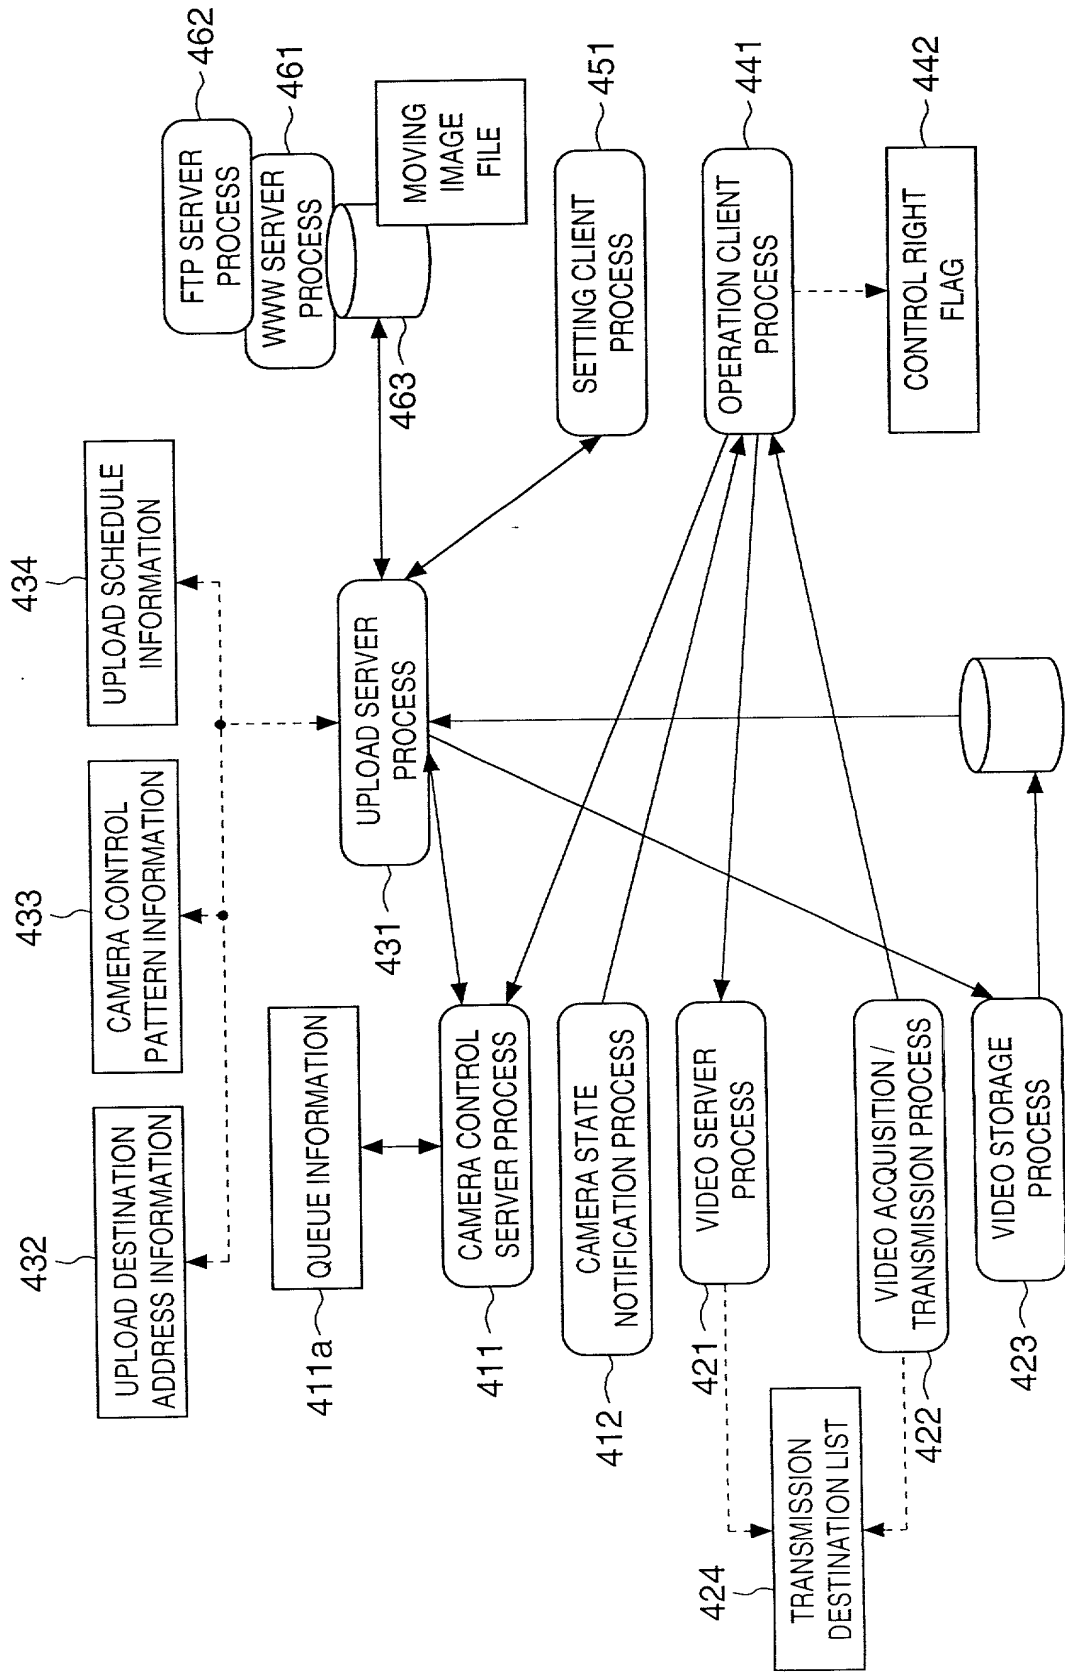 432
UPLOAD DESTINATION
ADDRESS INFORMATION
433
CAMERA CONTROL
PATTERN INFORMATION
434
UPLOAD SCHEDULE
INFORMATION
FTP SERVER
PROCESS
462
WWW SERVER
PROCESS
461
MOVING
IMAGE
FILE
463
QUEUE INFORMATION
411a
UPLOAD SERVER
PROCESS
431
CAMERA CONTROL
SERVER PROCESS
411
SETTING CLIENT
PROCESS
451
CAMERA STATE
NOTIFICATION PROCESS
412
VIDEO SERVER
PROCESS
421
OPERATION CLIENT
PROCESS
441
CONTROL RIGHT
FLAG
442
424
TRANSMISSION
DESTINATION LIST
VIDEO ACQUISITION /
TRANSMISSION PROCESS
422
VIDEO STORAGE
PROCESS
423